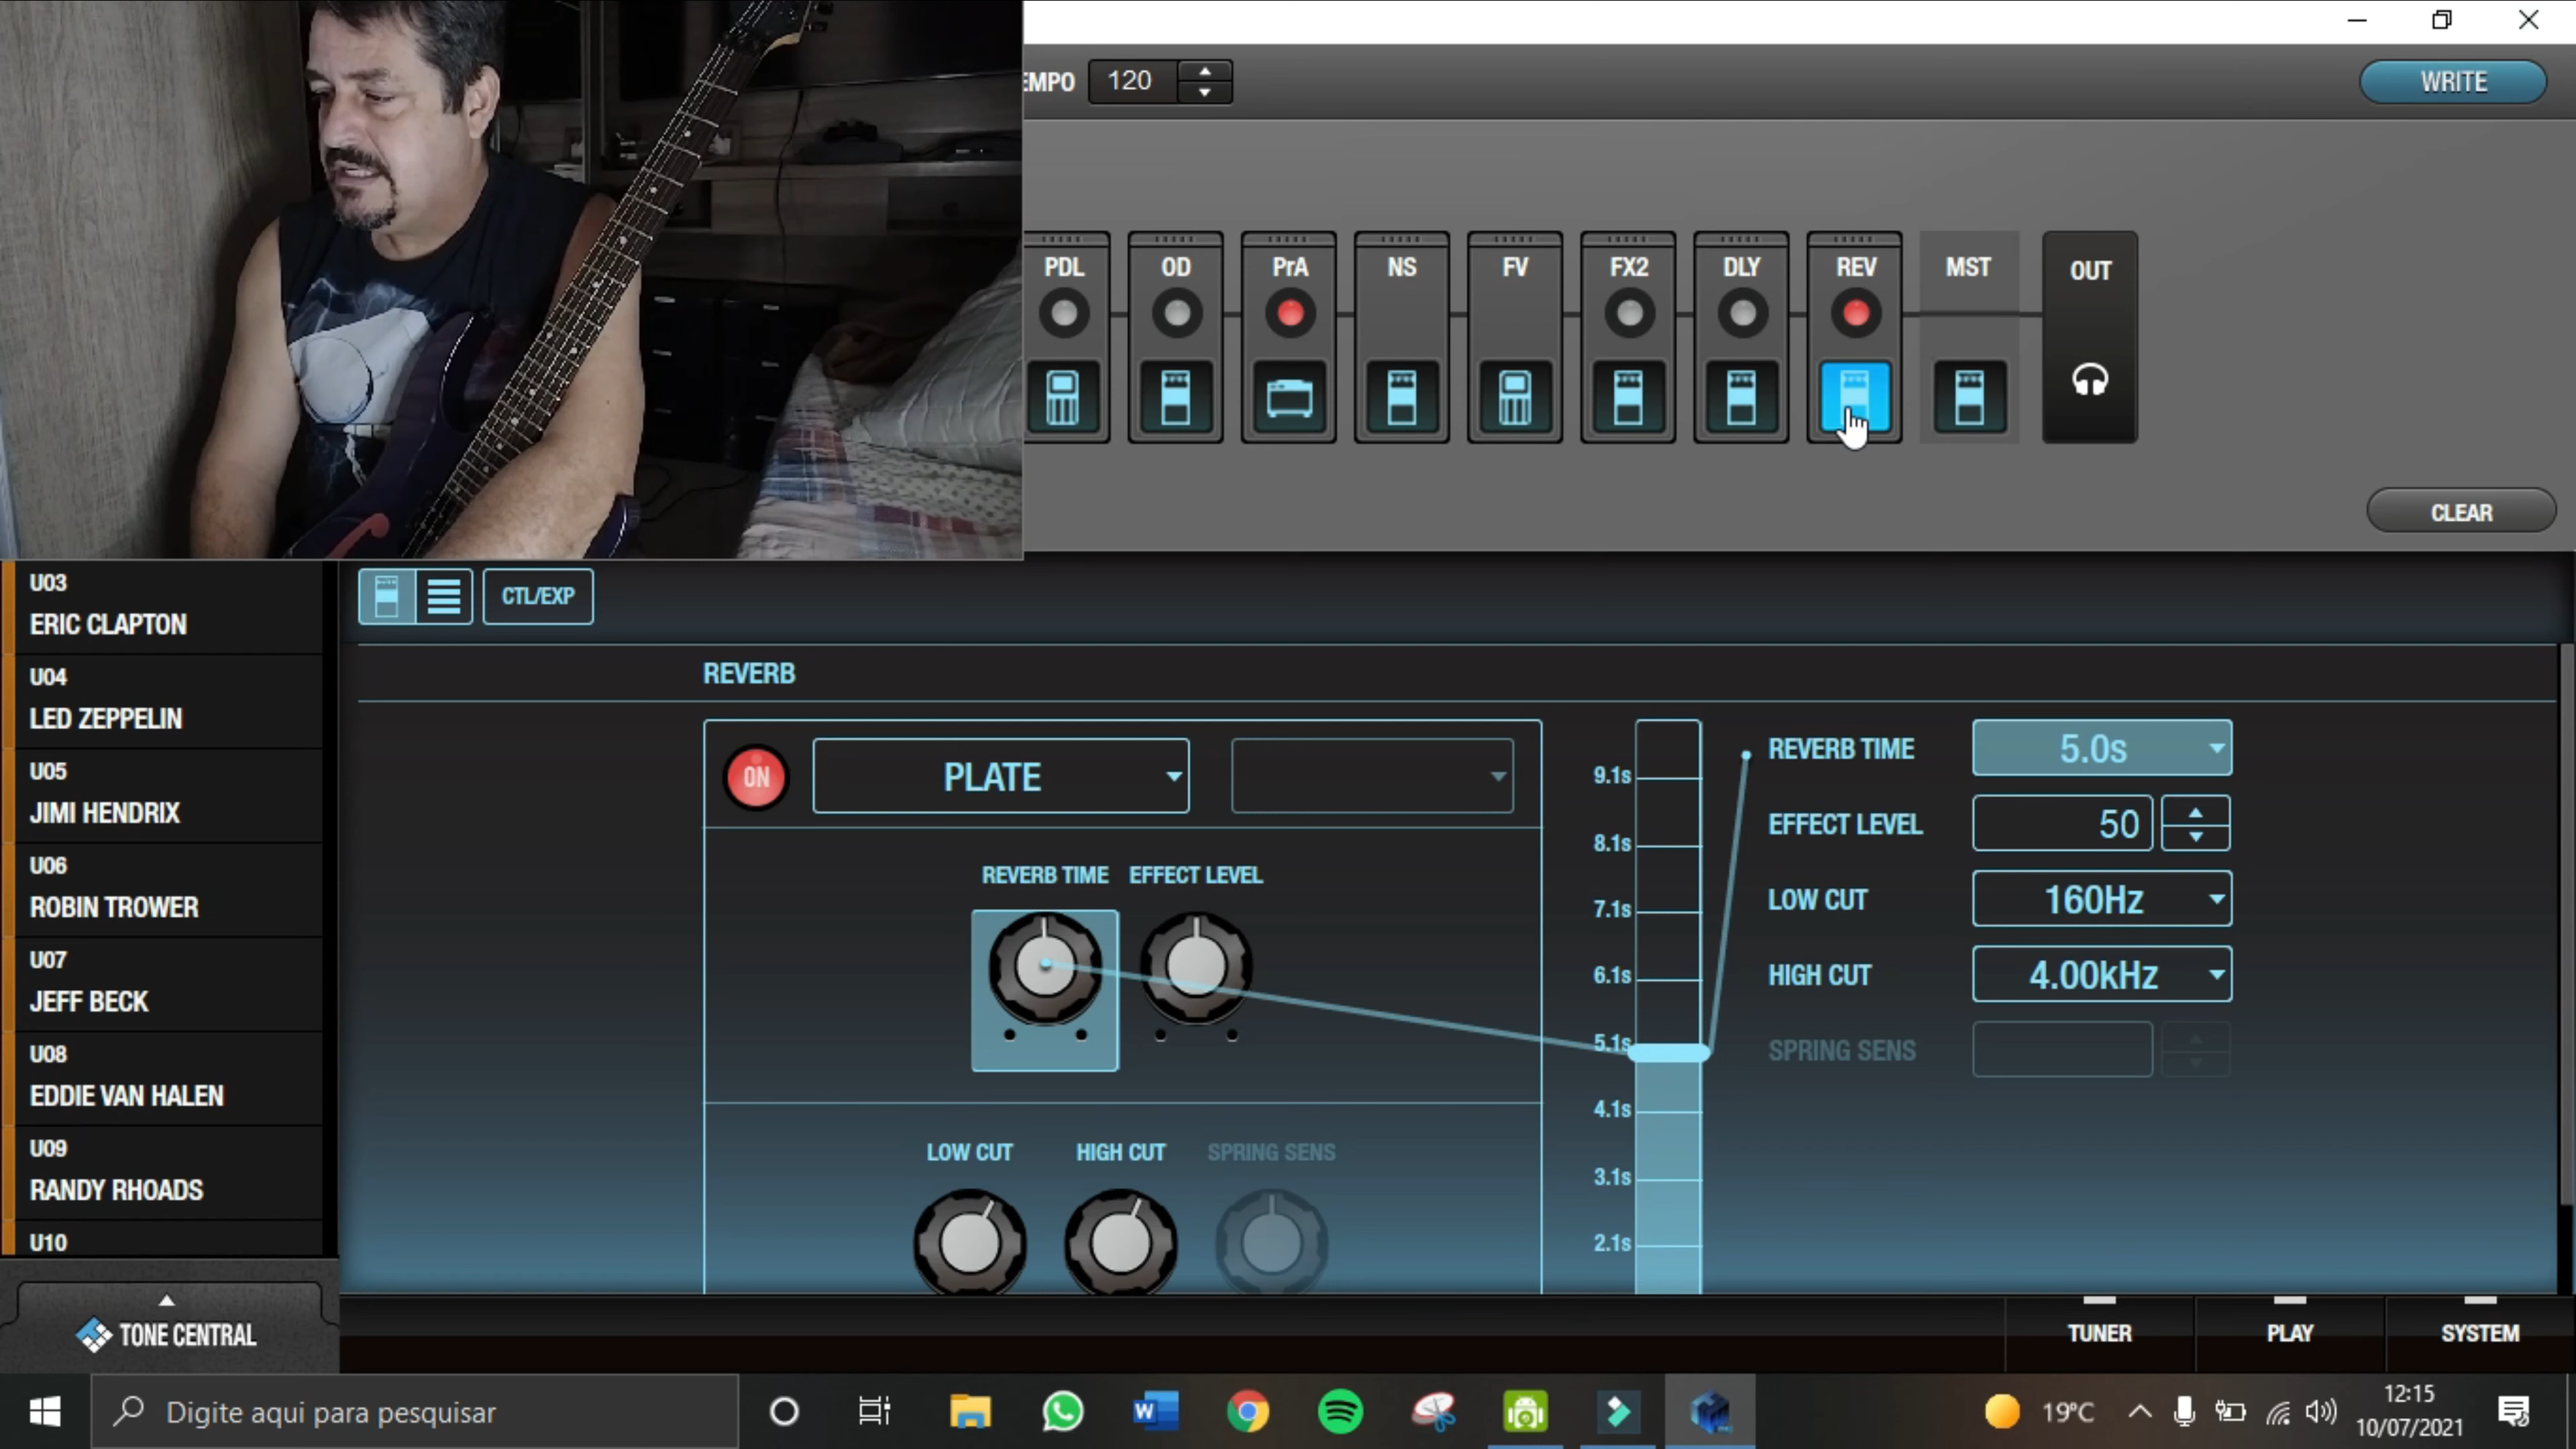 EMPO 120
WRITE
PDL OD PrA NS FV FX2 DLY REV MST OUT
CLEAR
U03
ERIC CLAPTON
U04
LED ZEPPELIN
U05
JIMI HENDRIX
U06
ROBIN TROWER
U07
JEFF BECK
U08
EDDIE VAN HALEN
U09
RANDY RHOADS
U10
TONE CENTRAL
CTL/EXP
REVERB
ON
PLATE
REVERB TIME EFFECT LEVEL
LOW CUT HIGH CUT SPRING SENS
9.1s
8.1s
7.1s
6.1s
5.1s
4.1s
3.1s
2.1s
REVERB TIME 5.0s
EFFECT LEVEL 50
LOW CUT 160Hz
HIGH CUT 4.00kHz
SPRING SENS
TUNER PLAY SYSTEM
Digite aqui para pesquisar
19°C
12:15
10/07/2021